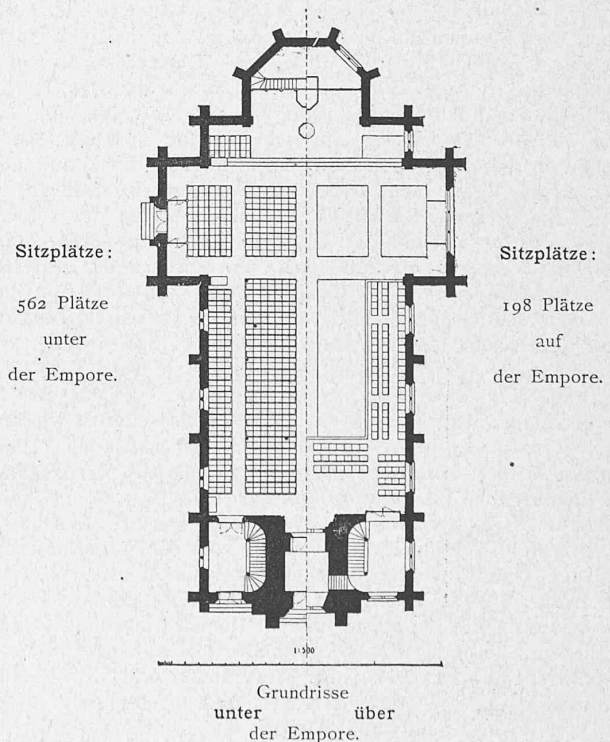 Sitzplätze:
562 Plätze
unter
der Empore.
Sitzplätze:
198 Plätze
auf
der Empore.
1:500
Grundrisse
unter über
der Empore.